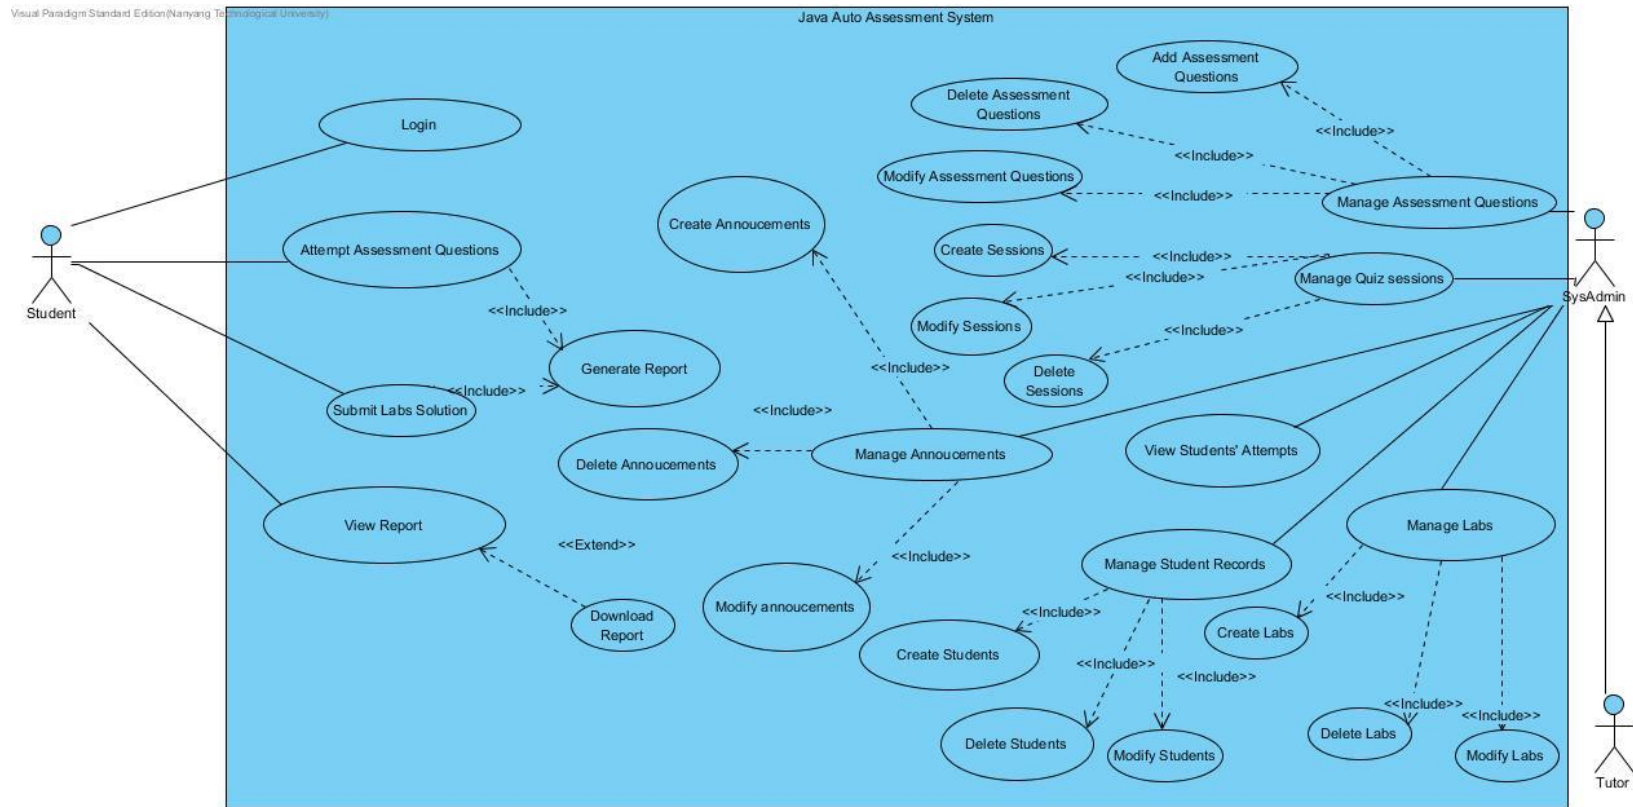 Visual Paradigm Standard Edition(Nanyang Technological University)
Java Auto Assessment System
Add Assessment
Questions
Delete Assessment
Questions
Login
<<Include>>
<<Include>>
Modify Assessment Questions
<<Include>>
Manage Assessment Questions
Create Annoucements
Attempt Assessment Questions
Create Sessions
<<Include>>
<<Include>>
Manage Quiz sessions
SysAdmin
Student
<<Include>>
Modify Sessions
<<Include>>
Generate Report
<<Include>>
Delete
Sessions
<<Include>>
Submit Labs Solution
<<Include>>
Delete Annoucements
Manage Annoucements
View Students' Attempts
View Report
Manage Labs
<<Extend>>
<<Include>>
Manage Student Records
Download
Report
Modify annoucements
<<Include>>
<<Include>>
Create Labs
Create Students
<<Include>>
<<Include>>
<<Include>>
<<Include>>
Delete Labs
Delete Students
Modify Students
Modify Labs
Tutor